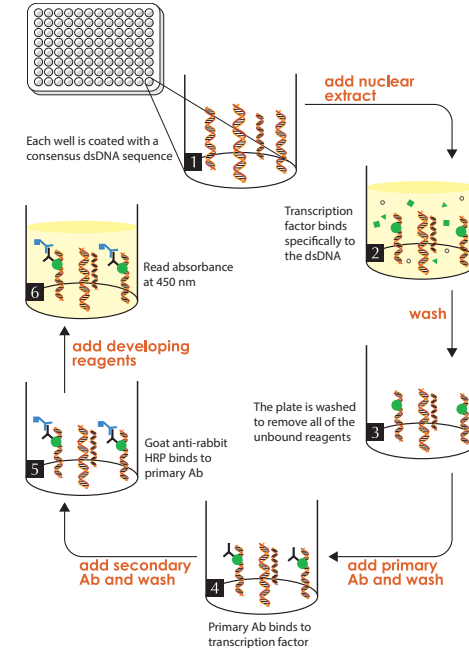 add nuclear
extract
Each well is coated with a
consensus dsDNA sequence
1
Transcription
factor binds
specifically to
the dsDNA
2
wash
The plate is washed
to remove all of the
unbound reagents
3
add primary
Ab and wash
4
Primary Ab binds to
transcription factor
add secondary
Ab and wash
5
Goat anti-rabbit
HRP binds to
primary Ab
add developing
reagents
6
Read absorbance
at 450 nm